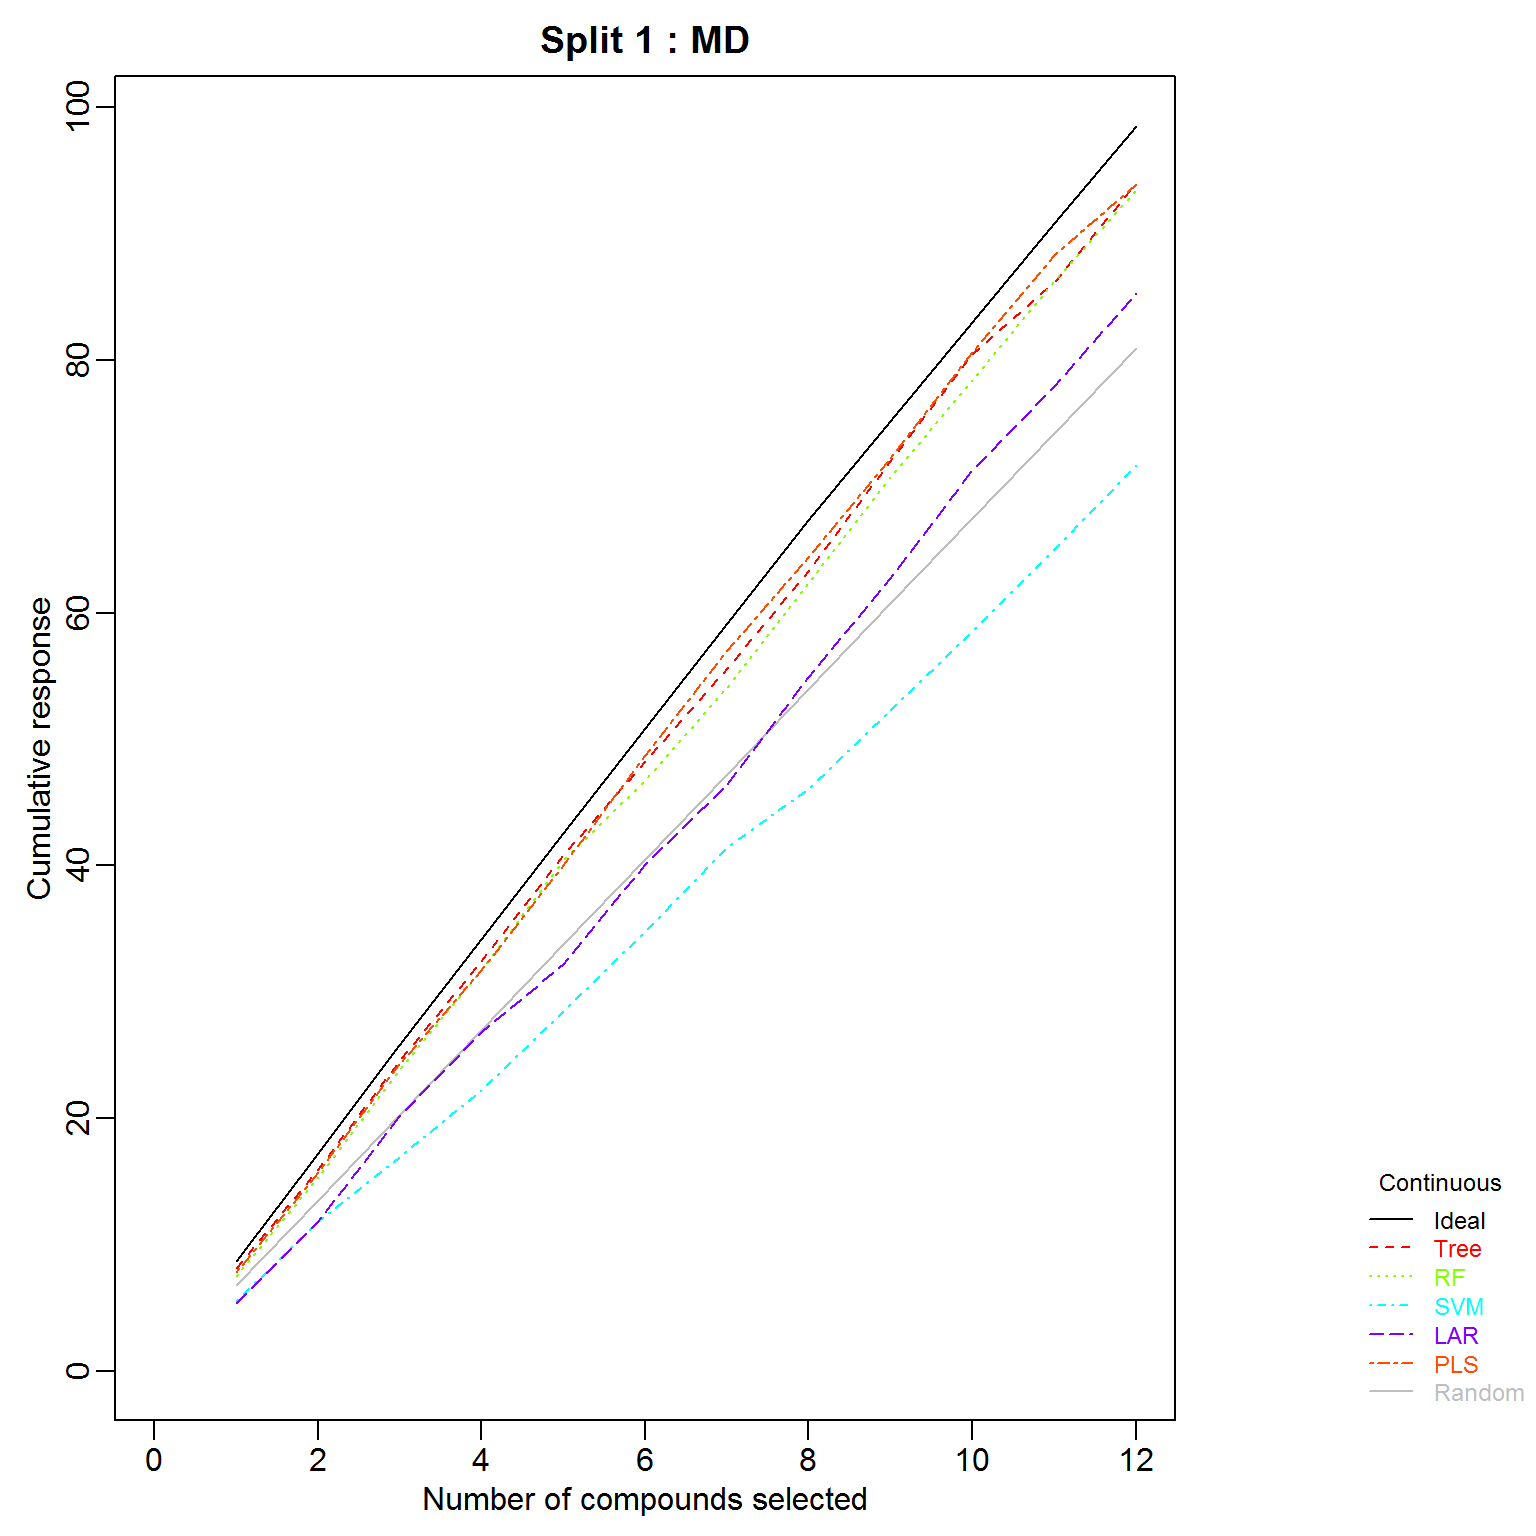 Split 1 : MD
100
80
60
40
20
0
Cumulative response
0 2 4 6 8 10 12
Number of compounds selected
Continuous
Ideal
Tree
RF
SVM
LAR
PLS
Random